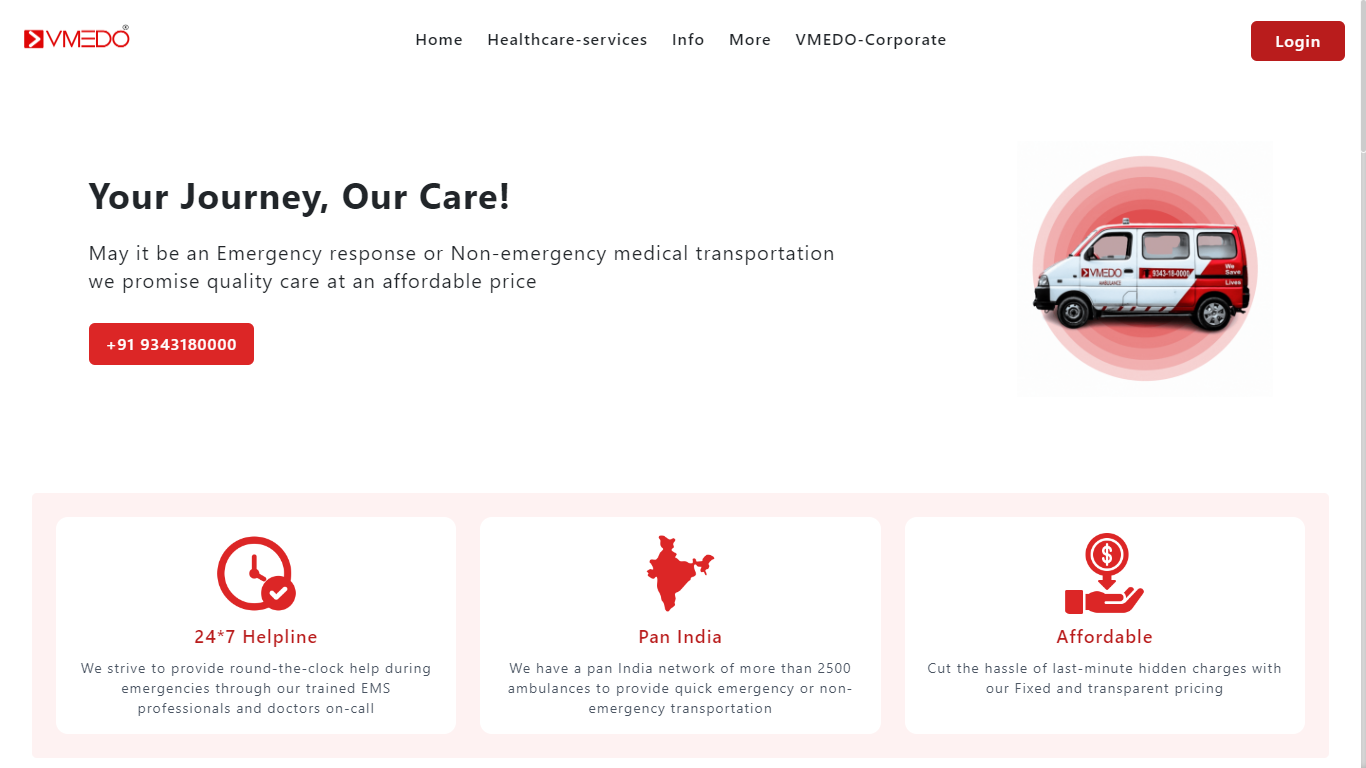 VMEDO®
Home Healthcare-services Info More VMEDO-Corporate
Login
Your Journey, Our Care!
May it be an Emergency response or Non-emergency medical transportation
we promise quality care at an affordable price
+91 9343180000
VMEDO
AMBULANCE
9343-18-0000
We
Save
Lives
$
24*7 Helpline
We strive to provide round-the-clock help during
emergencies through our trained EMS
professionals and doctors on-call
Pan India
We have a pan India network of more than 2500
ambulances to provide quick emergency or non-
emergency transportation
Affordable
Cut the hassle of last-minute hidden charges with
our Fixed and transparent pricing